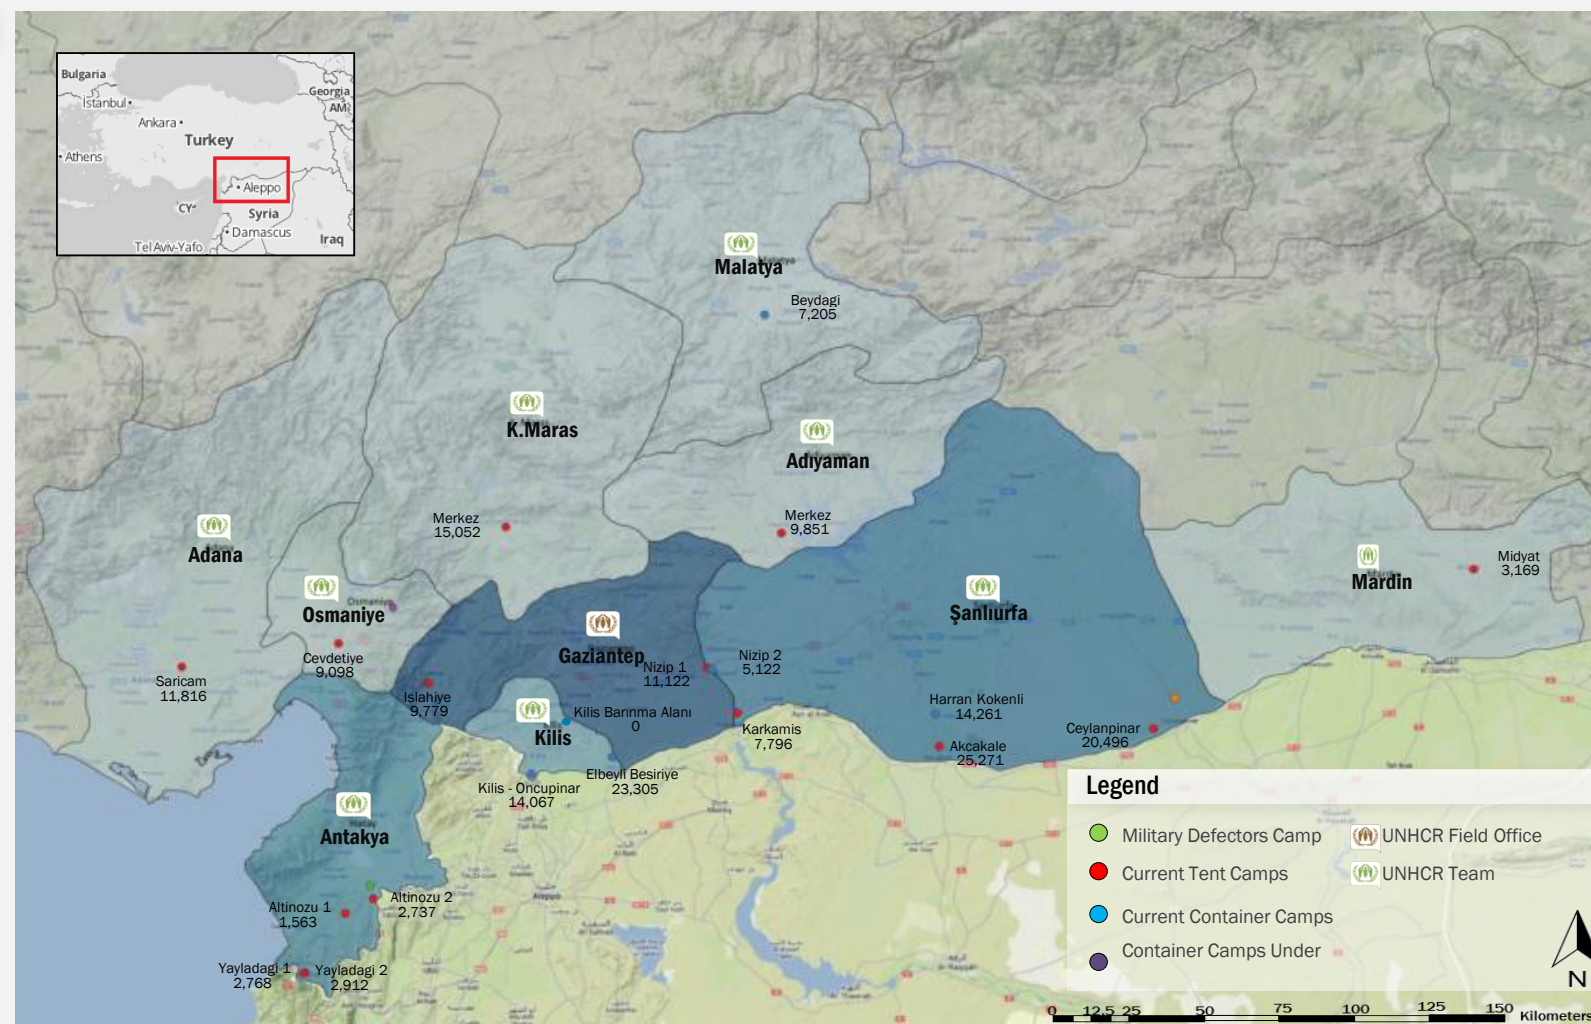 Bulgaria
Georgia
Istanbul
AM
Ankara
Turkey
Athens
Aleppo
CY
Syria
Damascus
Tel Aviv-Yafo
Iraq
Malatya
Beydagi
7,205
K.Maras
Adıyaman
Merkez
15,052
Merkez
9,851
Adana
Osmaniye
Osmaniye
Cevdetiye
9,098
Saricam
11,816
Islahiye
9,779
Gaziantep
Nizip 1
11,122
Nizip 2
5,122
Şanlıurfa
Mardin
Midyat
3,169
Kilis Barınma Alanı
0
Kilis
Karkamis
7,796
Harran Kokenli
14,261
Akcakale
25,271
Ceylanpinar
20,496
Kilis - Oncupinar
14,067
Elbeyli Besiriye
23,305
Antakya
Hatay
Altinozu 1
1,563
Altinozu 2
2,737
Yayladagi 1
2,768
Yayladagi 2
2,912
Aleppo
Legend
Military Defectors Camp
UNHCR Field Office
Current Tent Camps
UNHCR Team
Current Container Camps
Container Camps Under
N
0 12,5 25 50 75 100 125 150 Kilometers